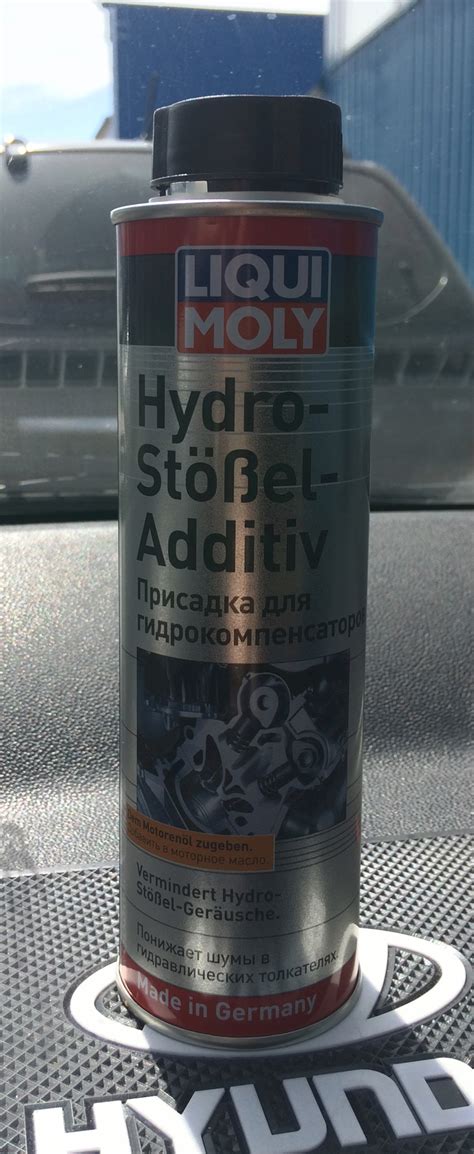 LIQUI
MOLY
Hydro-
Stößel-
Additiv
Присадка для
гидрокомпенсаторов
Dem Motorenöl zugeben.
Добавить в моторное масло.
Vermindert Hydro-
Stößel-Geräusche.
Понижает шумы в
гидравлических толкателях.
Made in Germany
HYUND